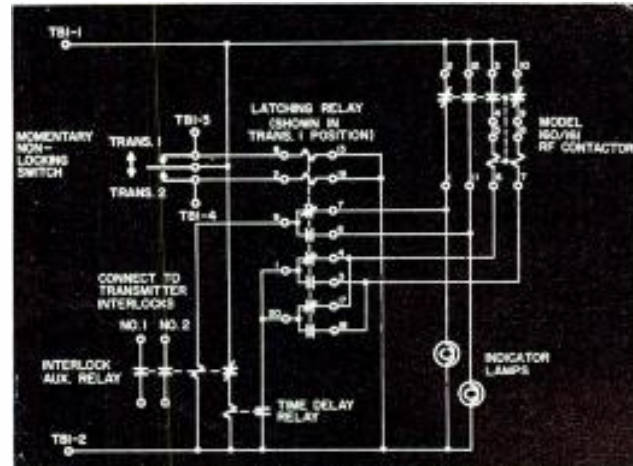 TBI-1
LATCHING RELAY
(SHOWN IN
TRANS. 1 POSITION)
TBI-3
MOMENTARY
NON-
LOCKING
SWITCH
TRANS. 1
TRANS. 2
TBI-4
MODEL
160/161
RF CONTACTOR
CONNECT TO
TRANSMITTER
INTERLOCKS
NO. 1 NO. 2
INTERLOCK
AUX. RELAY
TIME DELAY
RELAY
INDICATOR
LAMPS
TBI-2